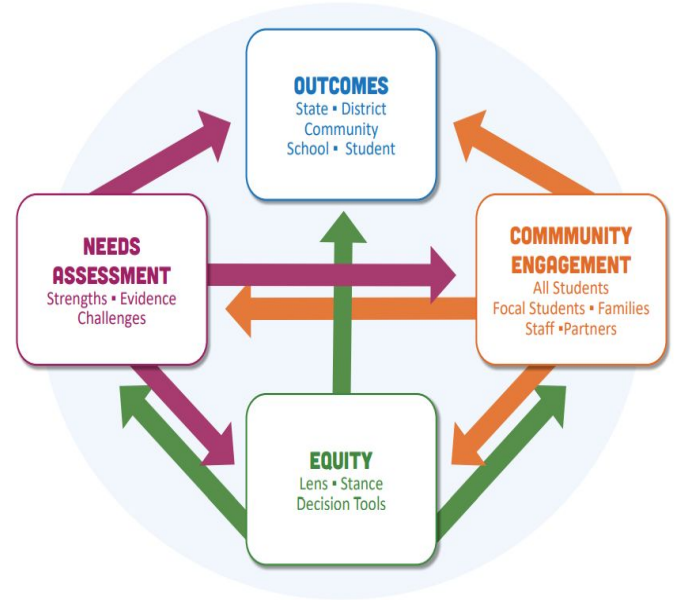 OUTCOMES
State ▪ District
Community
School ▪ Student
NEEDS
ASSESSMENT
Strengths ▪ Evidence
Challenges
COMMMUNITY
ENGAGEMENT
All Students
Focal Students ▪ Families
Staff ▪Partners
EQUITY
Lens ▪ Stance
Decision Tools